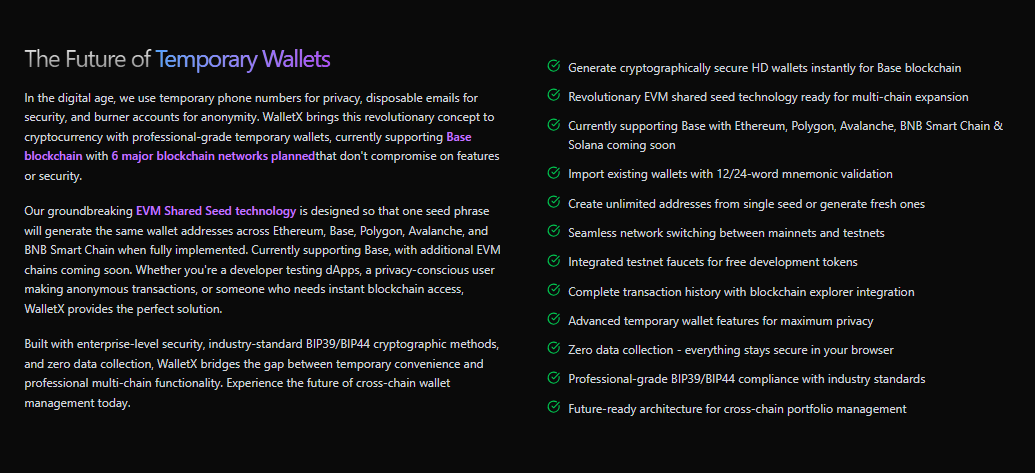 The Future of Temporary Wallets
In the digital age, we use temporary phone numbers for privacy, disposable emails for
security, and burner accounts for anonymity. WalletX brings this revolutionary concept to
cryptocurrency with professional-grade temporary wallets, currently supporting Base
blockchain with 6 major blockchain networks plannedthat don't compromise on features
or security.
Our groundbreaking EVM Shared Seed technology is designed so that one seed phrase
will generate the same wallet addresses across Ethereum, Base, Polygon, Avalanche, and
BNB Smart Chain when fully implemented. Currently supporting Base, with additional EVM
chains coming soon. Whether you're a developer testing dApps, a privacy-conscious user
making anonymous transactions, or someone who needs instant blockchain access,
WalletX provides the perfect solution.
Built with enterprise-level security, industry-standard BIP39/BIP44 cryptographic methods,
and zero data collection, WalletX bridges the gap between temporary convenience and
professional multi-chain functionality. Experience the future of cross-chain wallet
management today.
Generate cryptographically secure HD wallets instantly for Base blockchain
Revolutionary EVM shared seed technology ready for multi-chain expansion
Currently supporting Base with Ethereum, Polygon, Avalanche, BNB Smart Chain &
Solana coming soon
Import existing wallets with 12/24-word mnemonic validation
Create unlimited addresses from single seed or generate fresh ones
Seamless network switching between mainnets and testnets
Integrated testnet faucets for free development tokens
Complete transaction history with blockchain explorer integration
Advanced temporary wallet features for maximum privacy
Zero data collection - everything stays secure in your browser
Professional-grade BIP39/BIP44 compliance with industry standards
Future-ready architecture for cross-chain portfolio management